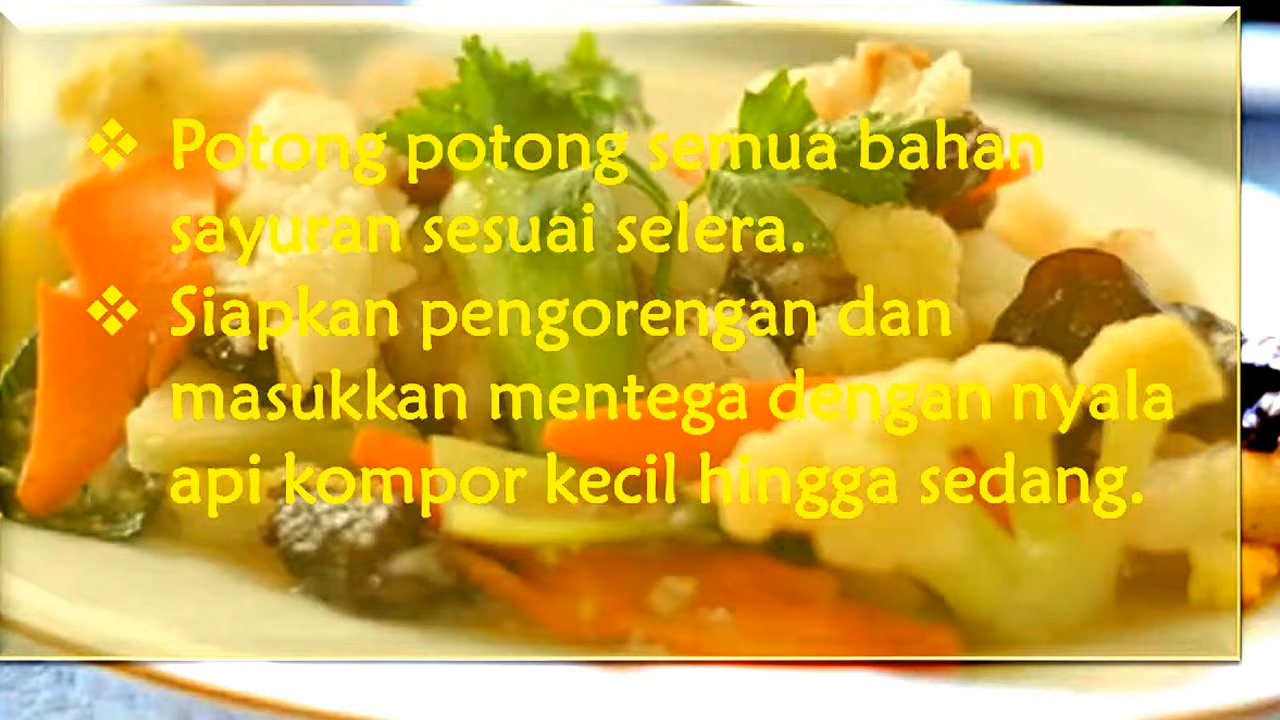 ❖ Potong potong semua bahan
sayuran sesuai selera.
❖ Siapkan pengorengan dan
masukkan mentega dengan nyala
api kompor kecil hingga sedang.